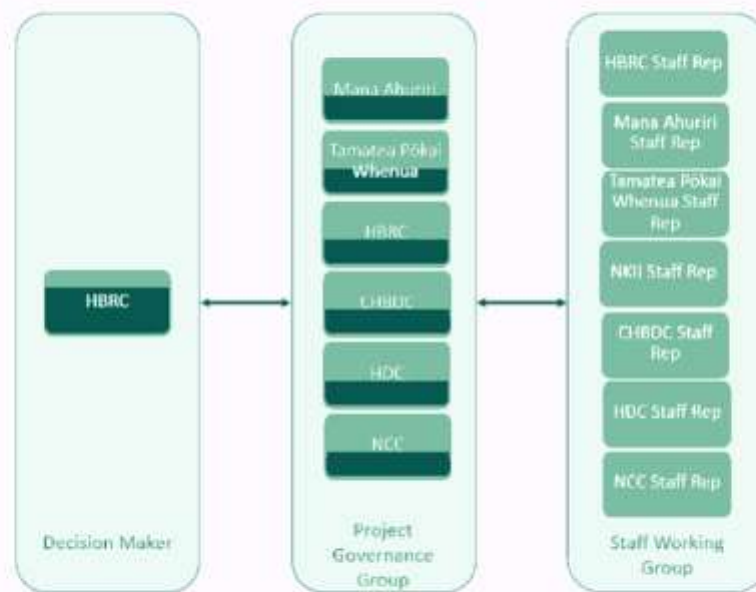 HBRC
Decision Maker
Mana Ahuriri
Tamatea Pōkai
Whenua
HBRC
CHBDC
HDC
NCC
Project
Governance
Group
HBRC Staff Rep
Mana Ahuriri
Staff Rep
Tamatea Pōkai
Whenua Staff
Rep
NKII Staff Rep
CHBDC Staff
Rep
HDC Staff Rep
NCC Staff Rep
Staff Working
Group